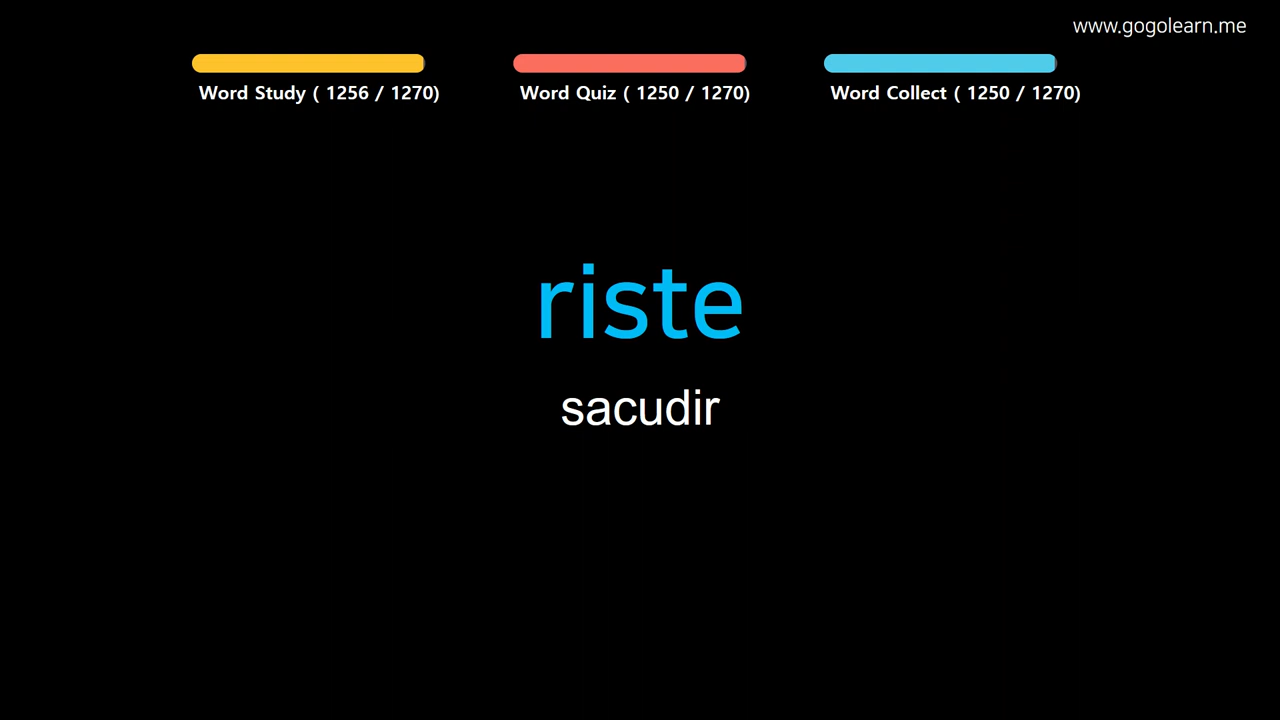 www.gogolearn.me
Word Study ( 1256 / 1270)
Word Quiz ( 1250 / 1270)
Word Collect ( 1250 / 1270)
riste
sacudir